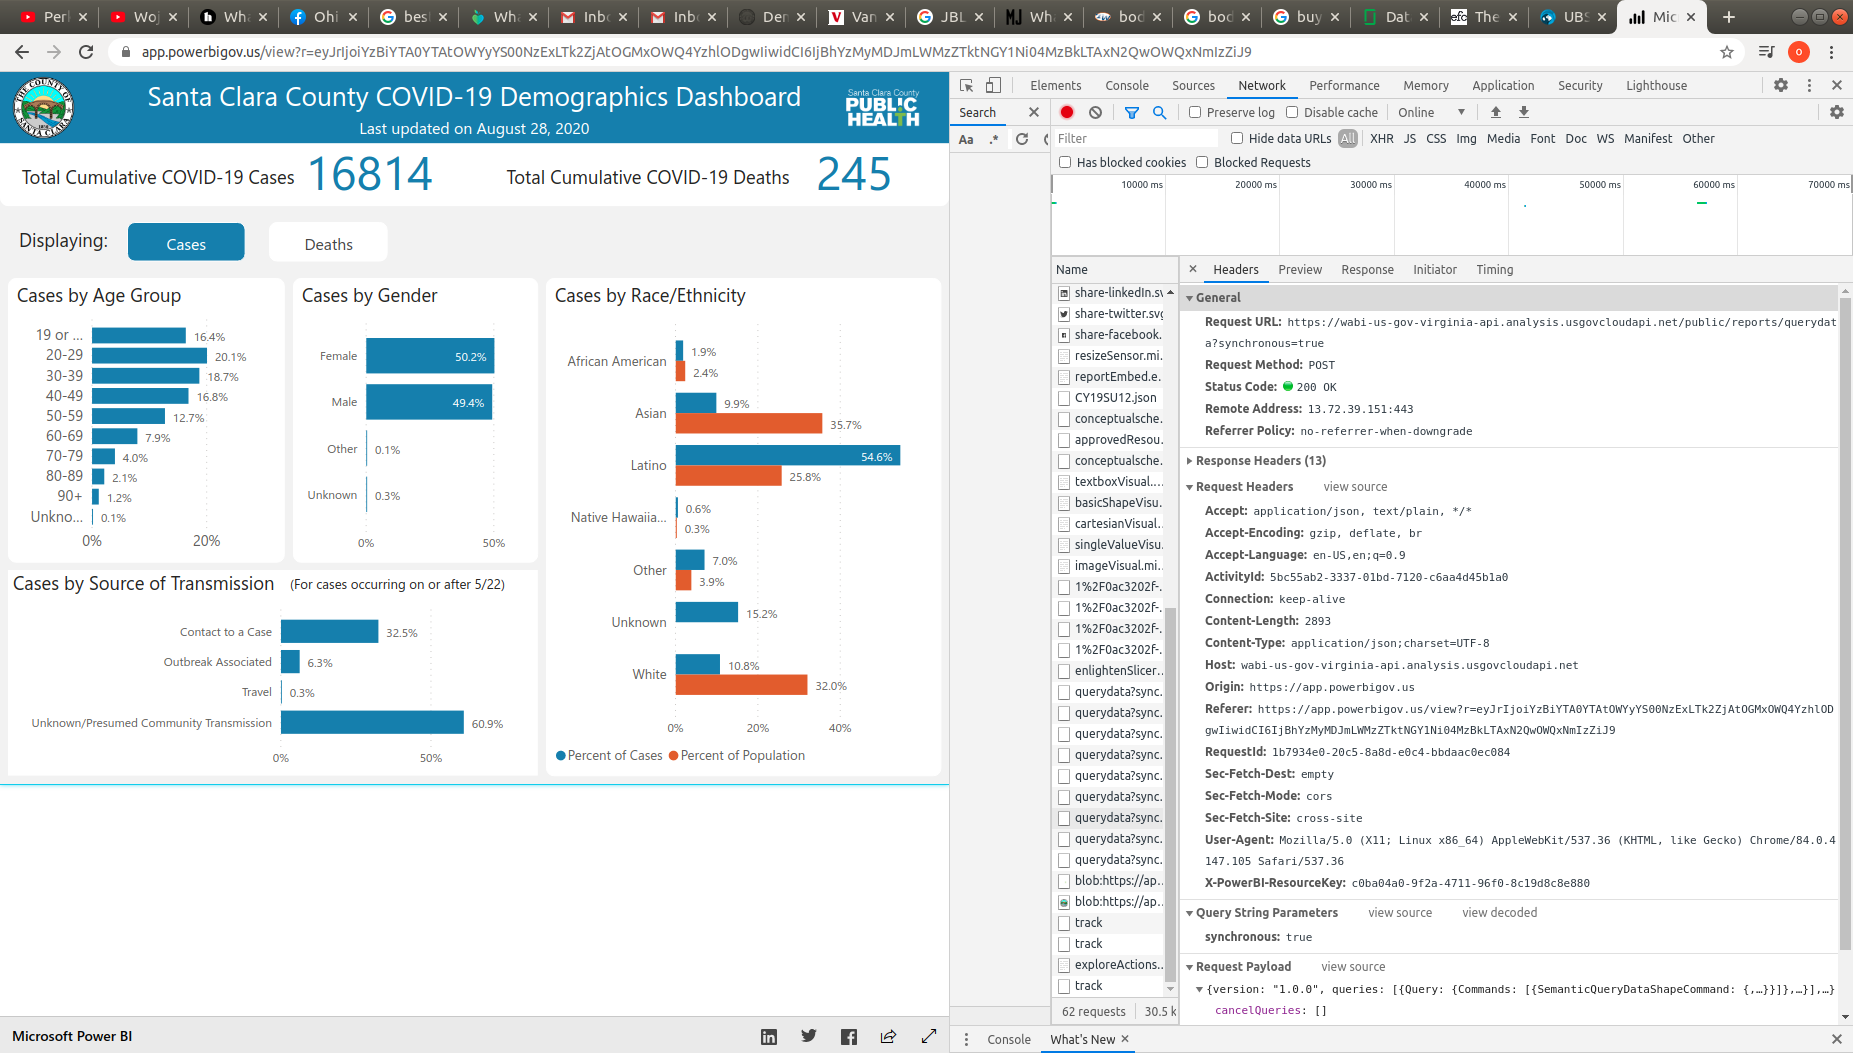 Per
Woj
Wha
Ohi
best
Wha
Inbo
Inbo
Den
Van
JBL
Wha
bod
bod
buy
Data
The
UBS
Mic
app.powerbigov.us/view?r=eyJrIjoiYzBiYTA0YTAtOWYyYS00NzExLTk2ZjAtOGMxOWQ4YzhlODgwIiwidCI6IjBhYzMyMDJmLWMzZTktNGY1Ni04MzBkLTAxN2QwOWQxNmIzZiJ9
Santa Clara County COVID-19 Demographics Dashboard
Last updated on August 28, 2020
Santa Clara County
PUBLIC
HEALTH
Total Cumulative COVID-19 Cases 16814
Total Cumulative COVID-19 Deaths 245
Displaying: Cases Deaths
Cases by Age Group
19 or ... 16.4%
20-29 20.1%
30-39 18.7%
40-49 16.8%
50-59 12.7%
60-69 7.9%
70-79 4.0%
80-89 2.1%
90+ 1.2%
Unkno... 0.1%
0% 20%
Cases by Gender
Female 50.2%
Male 49.4%
Other 0.1%
Unknown 0.3%
0% 50%
Cases by Race/Ethnicity
African American 1.9% 2.4%
Asian 9.9% 35.7%
Latino 54.6% 25.8%
Native Hawaiia... 0.6% 0.3%
Other 7.0% 3.9%
Unknown 15.2%
White 10.8% 32.0%
0% 20% 40%
Percent of Cases Percent of Population
Cases by Source of Transmission (For cases occurring on or after 5/22)
Contact to a Case 32.5%
Outbreak Associated 6.3%
Travel 0.3%
Unknown/Presumed Community Transmission 60.9%
0% 50%
Microsoft Power BI
Elements Console Sources Network Performance Memory Application Security Lighthouse
Search
Aa .*
Preserve log Disable cache Online
Filter Hide data URLs All XHR JS CSS Img Media Font Doc WS Manifest Other
Has blocked cookies Blocked Requests
10000 ms 20000 ms 30000 ms 40000 ms 50000 ms 60000 ms 70000 ms
Name
share-linkedIn.sv
share-twitter.svg
share-facebook.
resizeSensor.mi..
reportEmbed.e..
CY19SU12.json
conceptualsche.
approvedResou.
conceptualsche.
textboxVisual....
basicShapeVisu.
cartesianVisual..
singleValueVisu.
imageVisual.mi..
1%2F0ac3202f-.
1%2F0ac3202f-.
1%2F0ac3202f-.
1%2F0ac3202f-.
enlightenSlicer..
querydata?sync.
querydata?sync.
querydata?sync.
querydata?sync.
querydata?sync.
querydata?sync.
querydata?sync.
querydata?sync.
querydata?sync.
blob:https://ap..
blob:https://ap..
track
track
exploreActions..
track
62 requests 30.5 k
Headers Preview Response Initiator Timing
General
Request URL: https://wabi-us-gov-virginia-api.analysis.usgovcloudapi.net/public/reports/querydat
a?synchronous=true
Request Method: POST
Status Code: 200 OK
Remote Address: 13.72.39.151:443
Referrer Policy: no-referrer-when-downgrade
Response Headers (13)
Request Headers view source
Accept: application/json, text/plain, */*
Accept-Encoding: gzip, deflate, br
Accept-Language: en-US,en;q=0.9
ActivityId: 5bc55ab2-3337-01bd-7120-c6aa4d45b1a0
Connection: keep-alive
Content-Length: 2893
Content-Type: application/json;charset=UTF-8
Host: wabi-us-gov-virginia-api.analysis.usgovcloudapi.net
Origin: https://app.powerbigov.us
Referer: https://app.powerbigov.us/view?r=eyJrIjoiYzBiYTA0YTAtOWYyYS00NzExLTk2ZjAtOGMxOWQ4YzhlOD
gwIiwidCI6IjBhYzMyMDJmLWMzZTktNGY1Ni04MzBkLTAxN2QwOWQxNmIzZiJ9
RequestId: 1b7934e0-20c5-8a8d-e0c4-bbdaac0ec084
Sec-Fetch-Dest: empty
Sec-Fetch-Mode: cors
Sec-Fetch-Site: cross-site
User-Agent: Mozilla/5.0 (X11; Linux x86_64) AppleWebKit/537.36 (KHTML, like Gecko) Chrome/84.0.4
147.105 Safari/537.36
X-PowerBI-ResourceKey: c0ba04a0-9f2a-4711-96f0-8c19d8c8e880
Query String Parameters view source view decoded
synchronous: true
Request Payload view source
{version: "1.0.0", queries: [{Query: {Commands: [{SemanticQueryDataShapeCommand: {,…}}]},…}],…}
cancelQueries: []
Console What's New